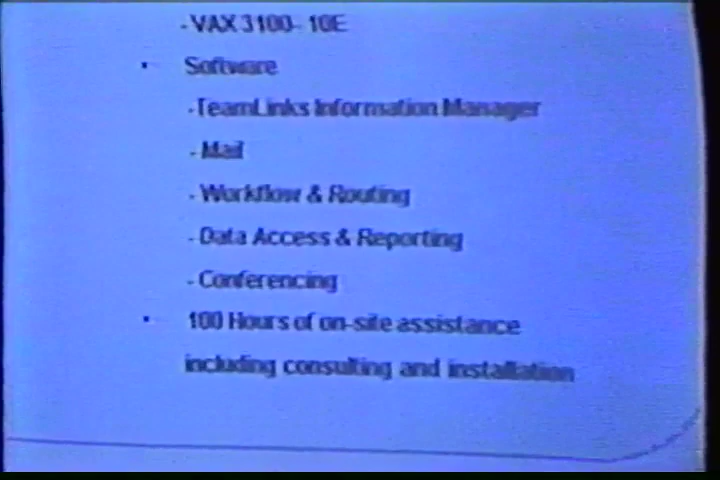 - VAX 3100- 10E
· Software
- TeamLinks Information Manager
- Mail
- Workflow & Routing
- Data Access & Reporting
- Conferencing
· 100 Hours of on-site assistance
including consulting and installation